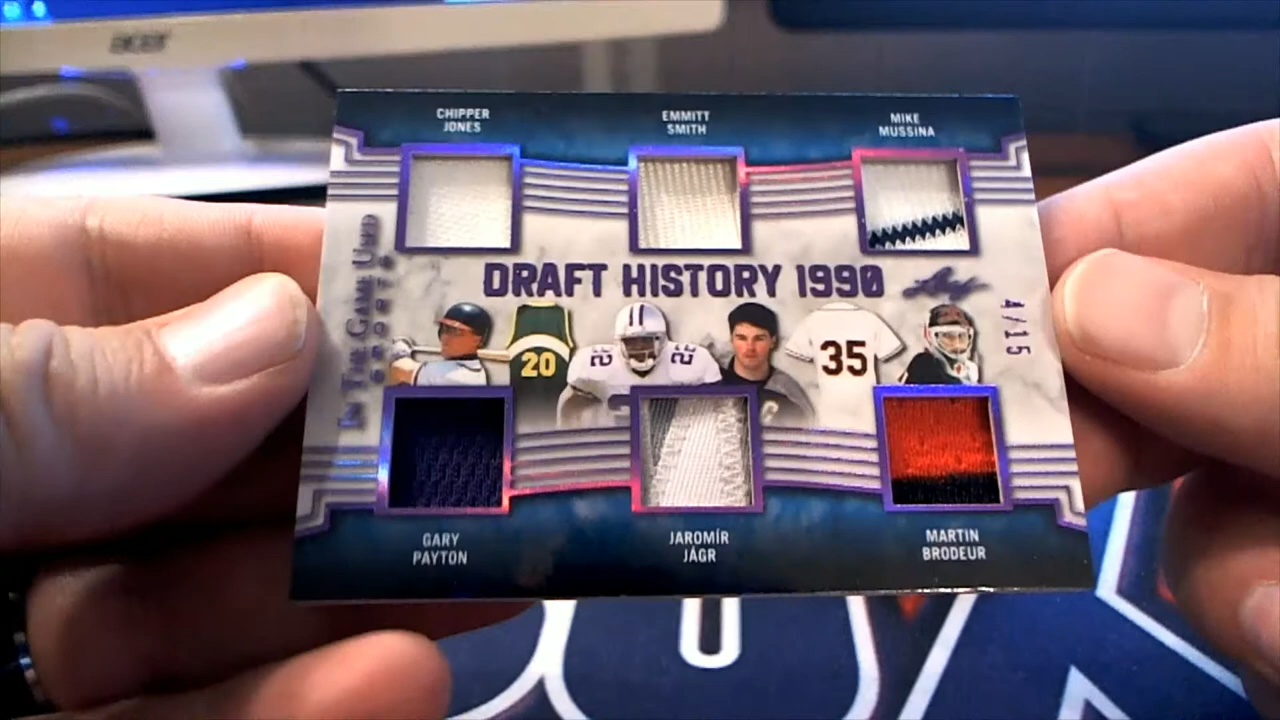 acer
CHIPPER
JONES
EMMITT
SMITH
MIKE
MUSSINA
IN THE GAME USED
SPORTS
DRAFT HISTORY 1990
Leaf
4/15
20
22
22
35
GARY
PAYTON
JAROMÍR
JÁGR
MARTIN
BRODEUR